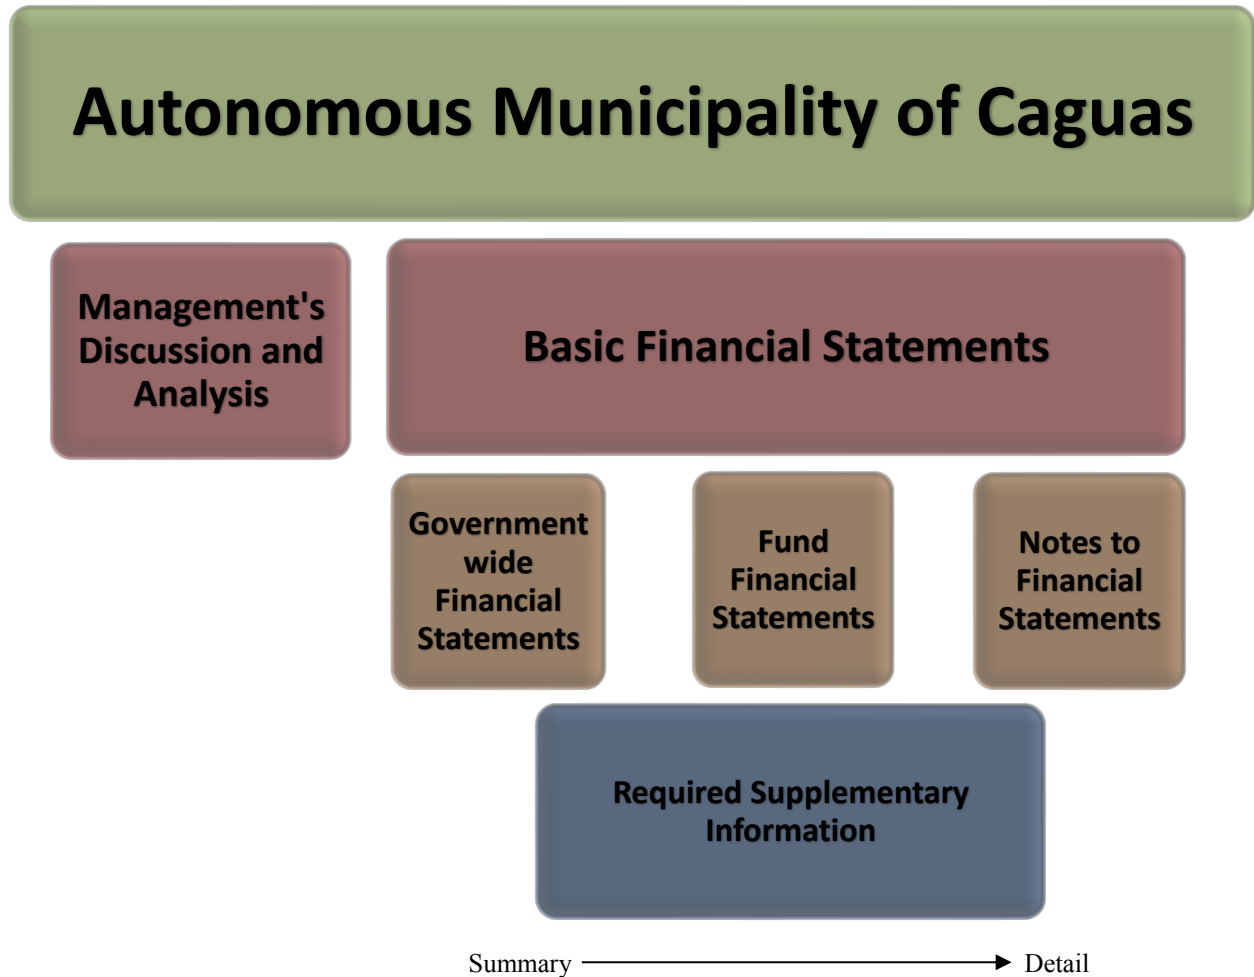 Autonomous Municipality of Caguas
Management's
Discussion and
Analysis
Basic Financial Statements
Government
wide
Financial
Statements
Fund
Financial
Statements
Notes to
Financial
Statements
Required Supplementary
Information
Summary
Detail